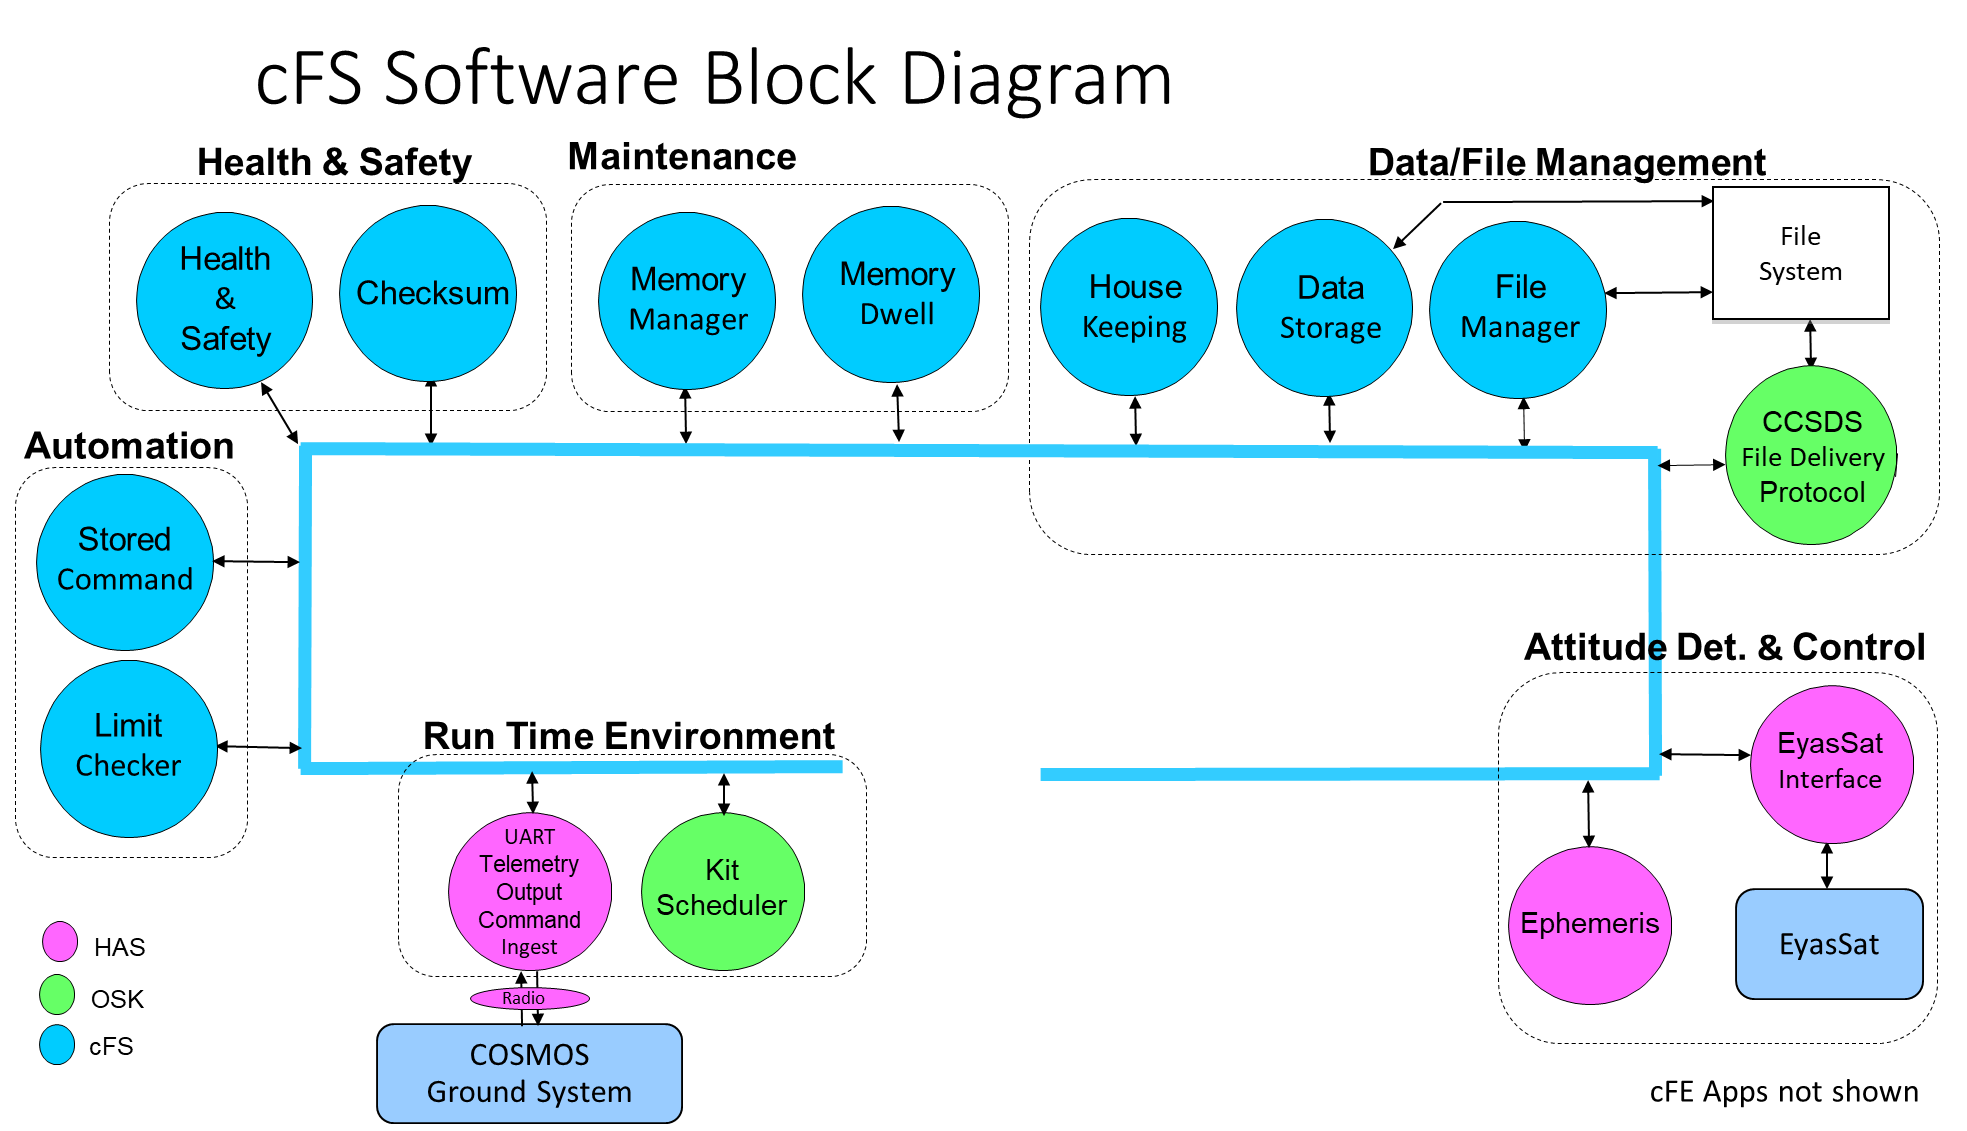 cFS Software Block Diagram
Health & Safety
Maintenance
Data/File Management
Health
&
Safety
Checksum
Memory
Manager
Memory
Dwell
House
Keeping
Data
Storage
File
Manager
File
System
CCSDS
File Delivery
Protocol
Automation
Stored
Command
Limit
Checker
Run Time Environment
UART
Telemetry
Output
Command
Ingest
Kit
Scheduler
Radio
COSMOS
Ground System
Attitude Det. & Control
EyasSat
Interface
Ephemeris
EyasSat
HAS
OSK
cFS
cFE Apps not shown